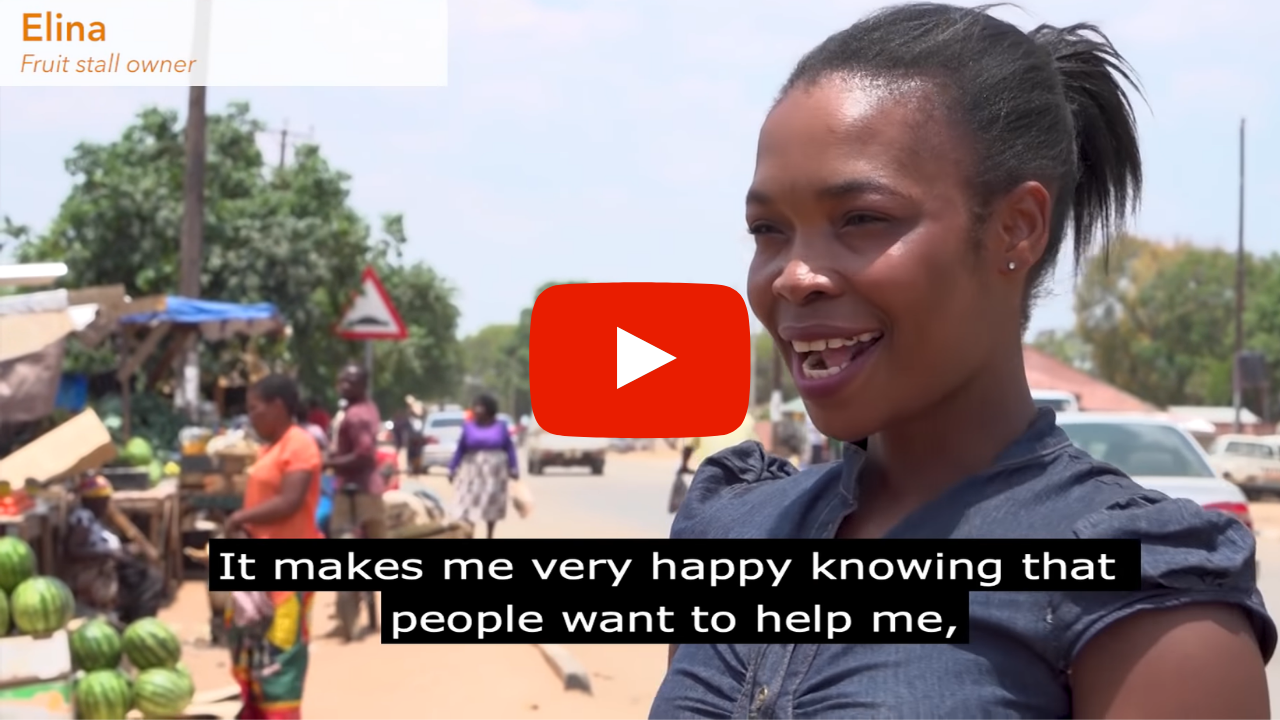 Elina
Fruit stall owner
It makes me very happy knowing that
people want to help me,